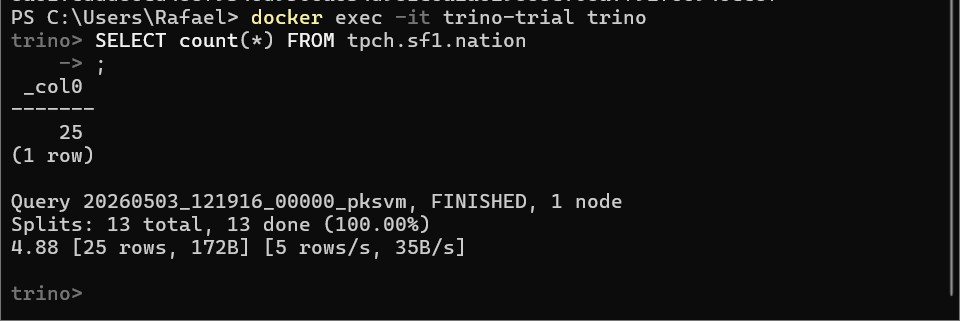 PS C:\Users\Rafael> docker exec -it trino-trial trino
trino> SELECT count(*) FROM tpch.sf1.nation
    -> ;
 _col0
-------
    25
(1 row)

Query 20260503_121916_00000_pksvm, FINISHED, 1 node
Splits: 13 total, 13 done (100.00%)
4.88 [25 rows, 172B] [5 rows/s, 35B/s]

trino>